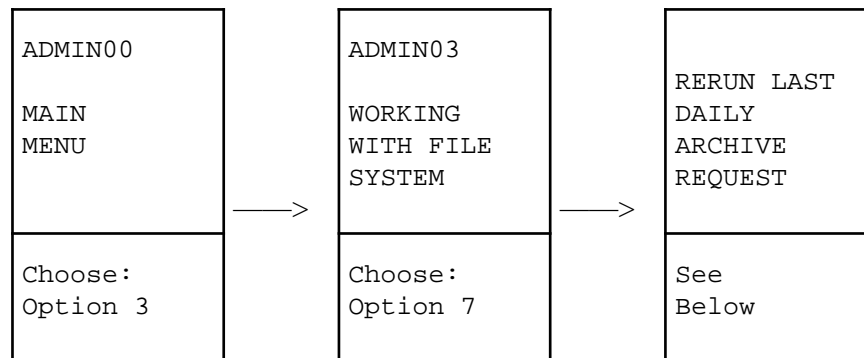 ADMIN00
MAIN
MENU
Choose:
Option 3
ADMIN03
WORKING
WITH FILE
SYSTEM
Choose:
Option 7
RERUN LAST
DAILY
ARCHIVE
REQUEST
See
Below